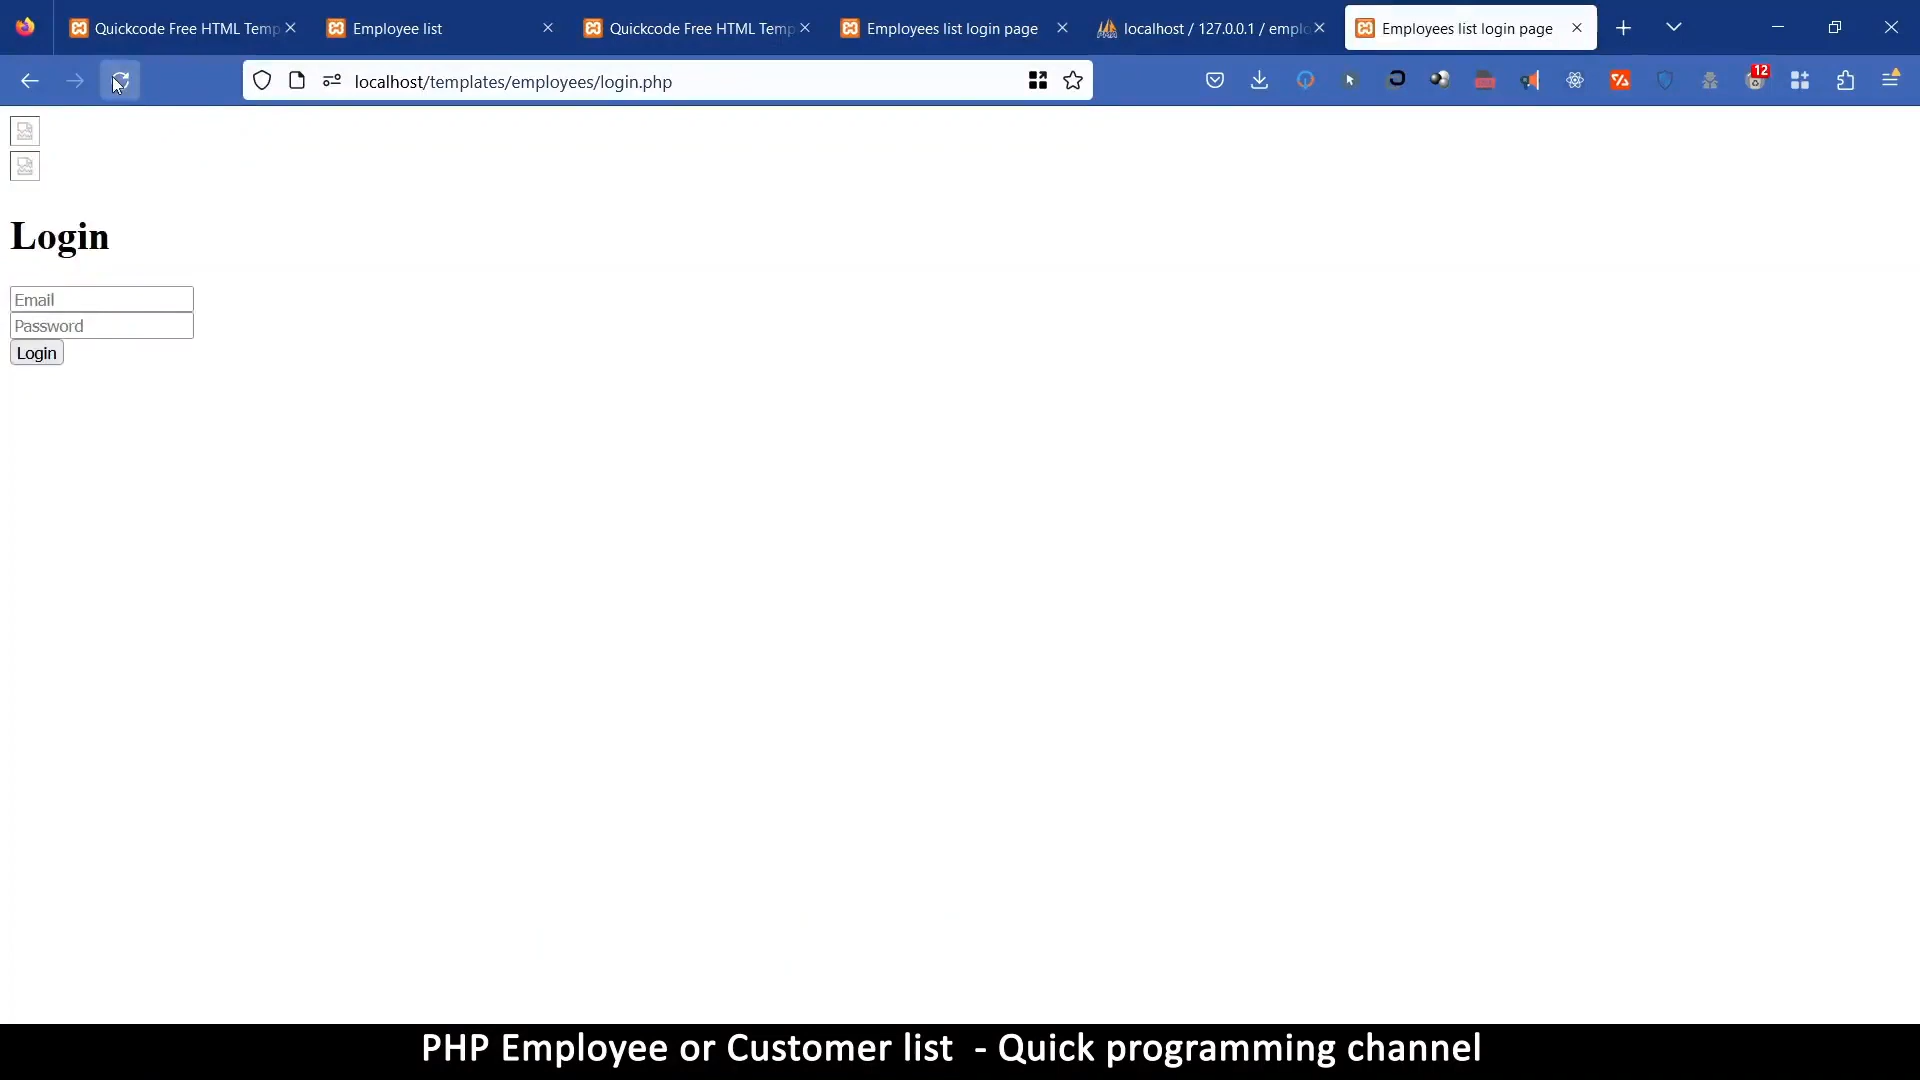 Quickcode Free HTML Temp
Employee list
Quickcode Free HTML Temp
Employees list login page
localhost / 127.0.0.1 / emplo
Employees list login page
localhost/templates/employees/login.php
12
Login
Email
Password
Login
PHP Employee or Customer list - Quick programming channel